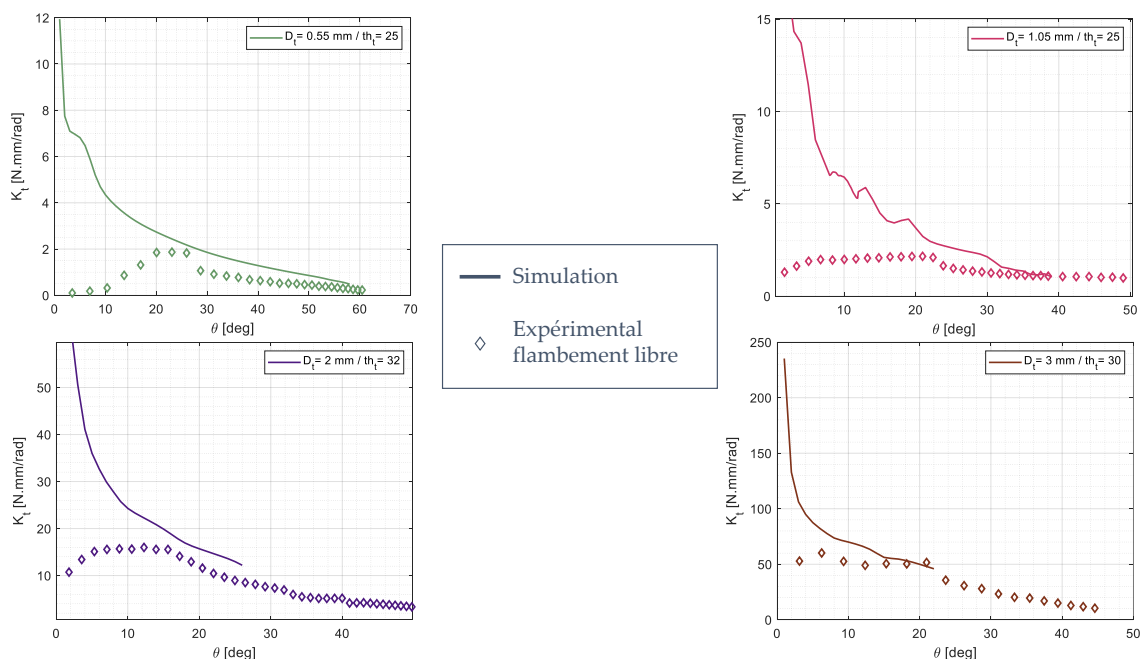 12
10
8
6
4
2
0
K_t [N.mm/rad]
D_t= 0.55 mm / th_t= 25
0 10 20 30 40 50 60 70
θ [deg]
15
10
5
0
K_t [N.mm/rad]
D_t= 1.05 mm / th_t= 25
10 20 30 40 50
θ [deg]
Simulation
Expérimental
flambement libre
50
40
30
20
10
K_t [N.mm/rad]
D_t= 2 mm / th_t= 32
0 10 20 30 40
θ [deg]
250
200
150
100
50
0
K_t [N.mm/rad]
D_t= 3 mm / th_t= 30
0 10 20 30 40 50
θ [deg]